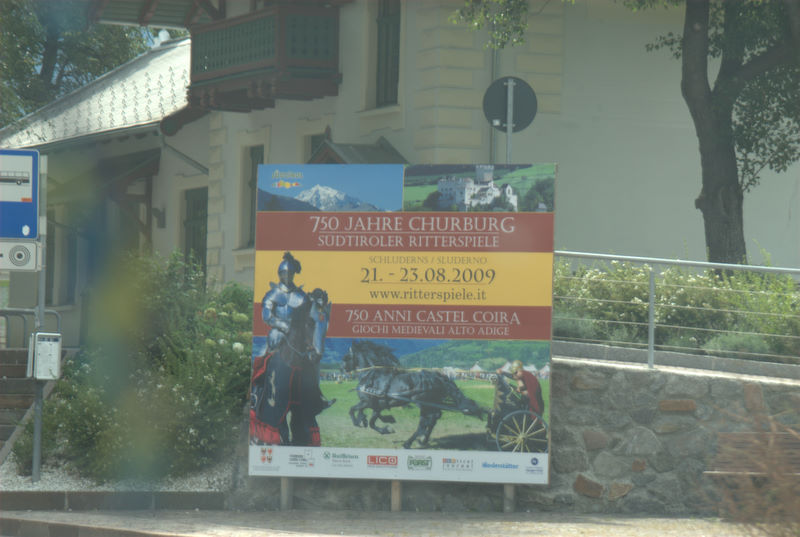 SÜDTIROL
750 JAHRE CHURBURG
SÜDTIROLER RITTERSPIELE
SCHLUDERNS / SLUDERNO
21. - 23.08.2009
www.ritterspiele.it
750 ANNI CASTEL COIRA
GIOCHI MEDIEVALI ALTO ADIGE
LICO
FORST